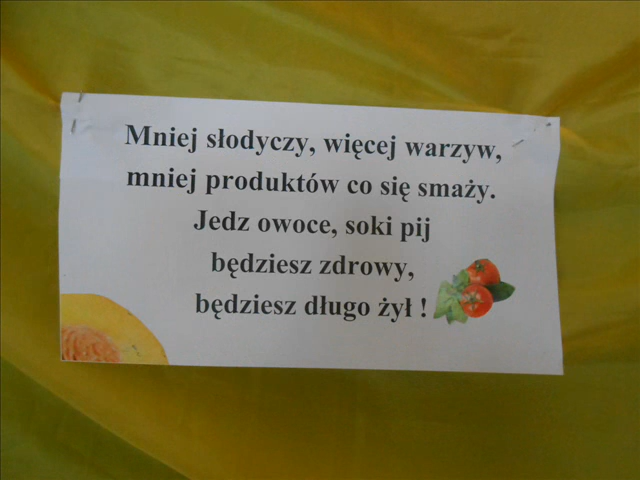 Mniej słodyczy, więcej warzyw,
mniej produktów co się smaży.
Jedz owoce, soki pij
będziesz zdrowy,
będziesz długo żył !